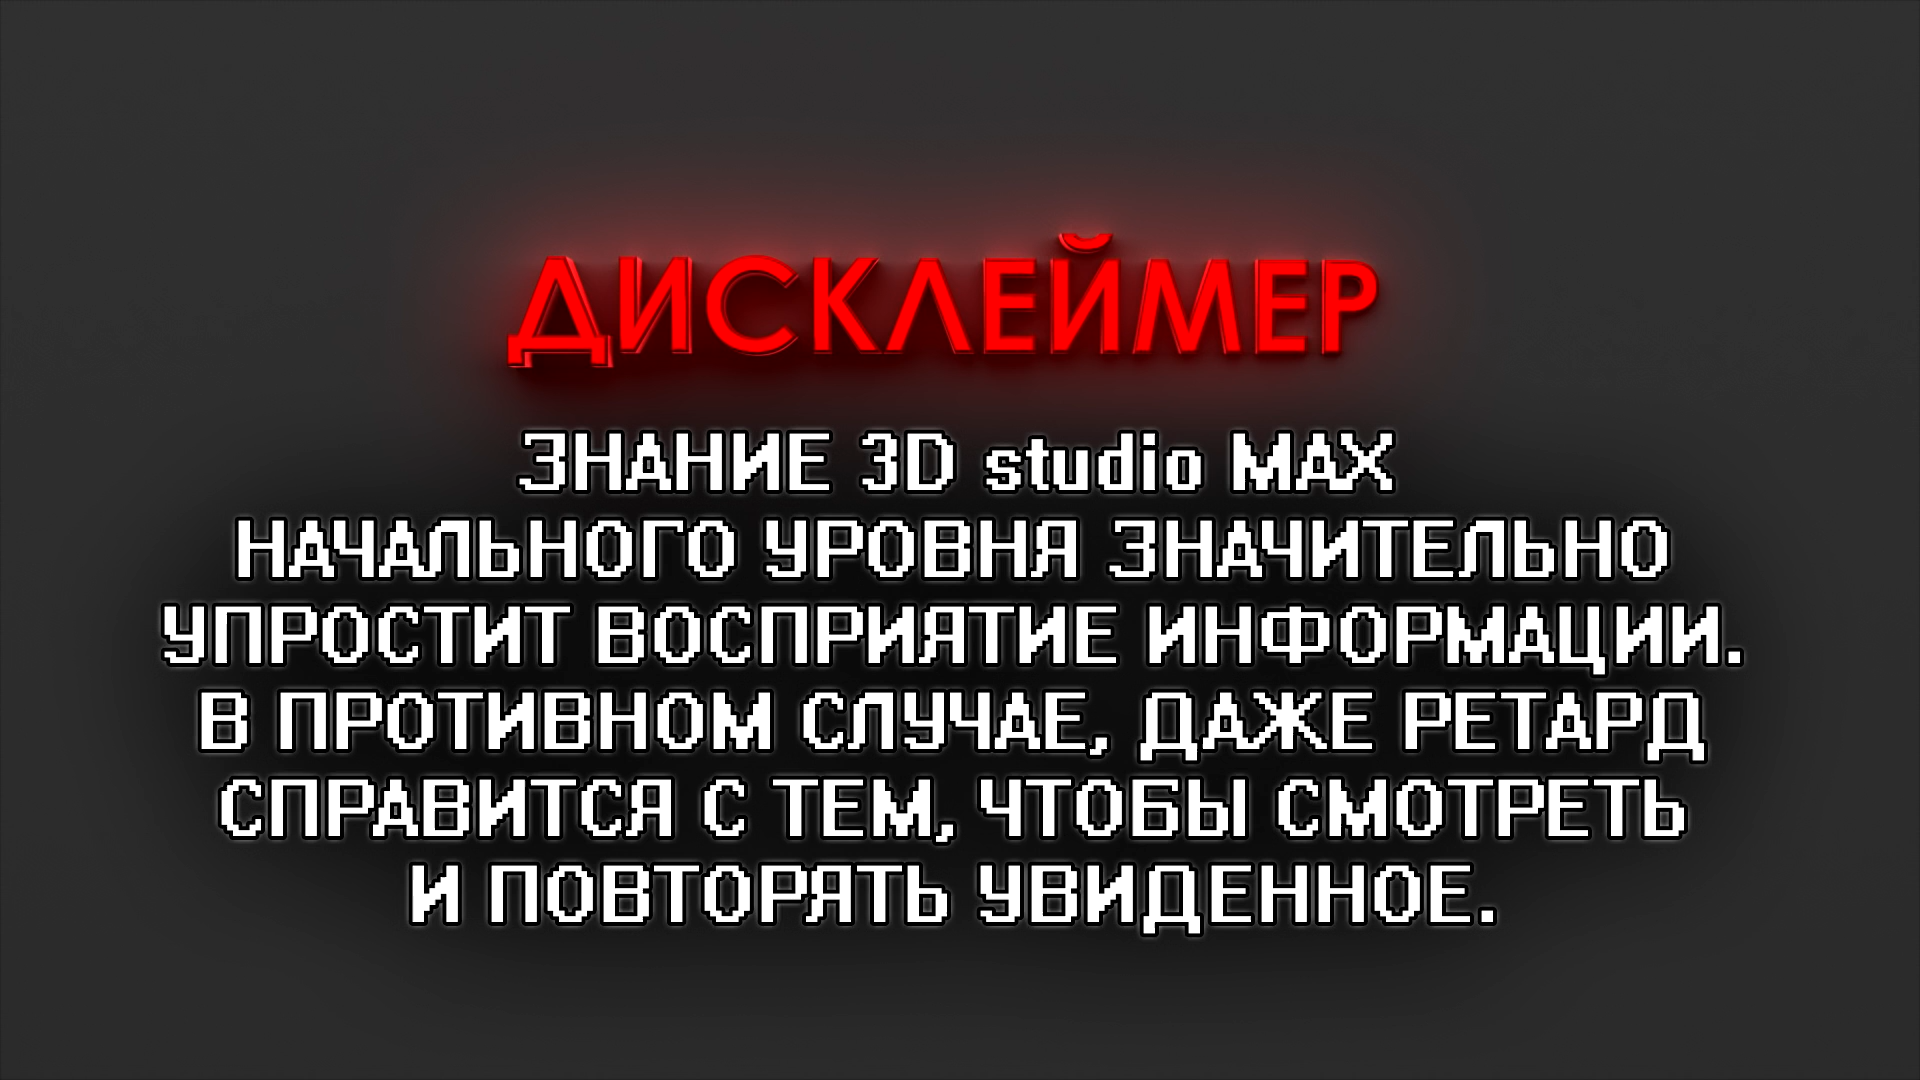 ДИСКЛЕЙМЕР
ЗНАНИЕ 3D studio MAX
НАЧАЛЬНОГО УРОВНЯ ЗНАЧИТЕЛЬНО
УПРОСТИТ ВОСПРИЯТИЕ ИНФОРМАЦИИ.
В ПРОТИВНОМ СЛУЧАЕ, ДАЖЕ РЕТАРД
СПРАВИТСЯ С ТЕМ, ЧТОБЫ СМОТРЕТЬ
И ПОВТОРЯТЬ УВИДЕННОЕ.